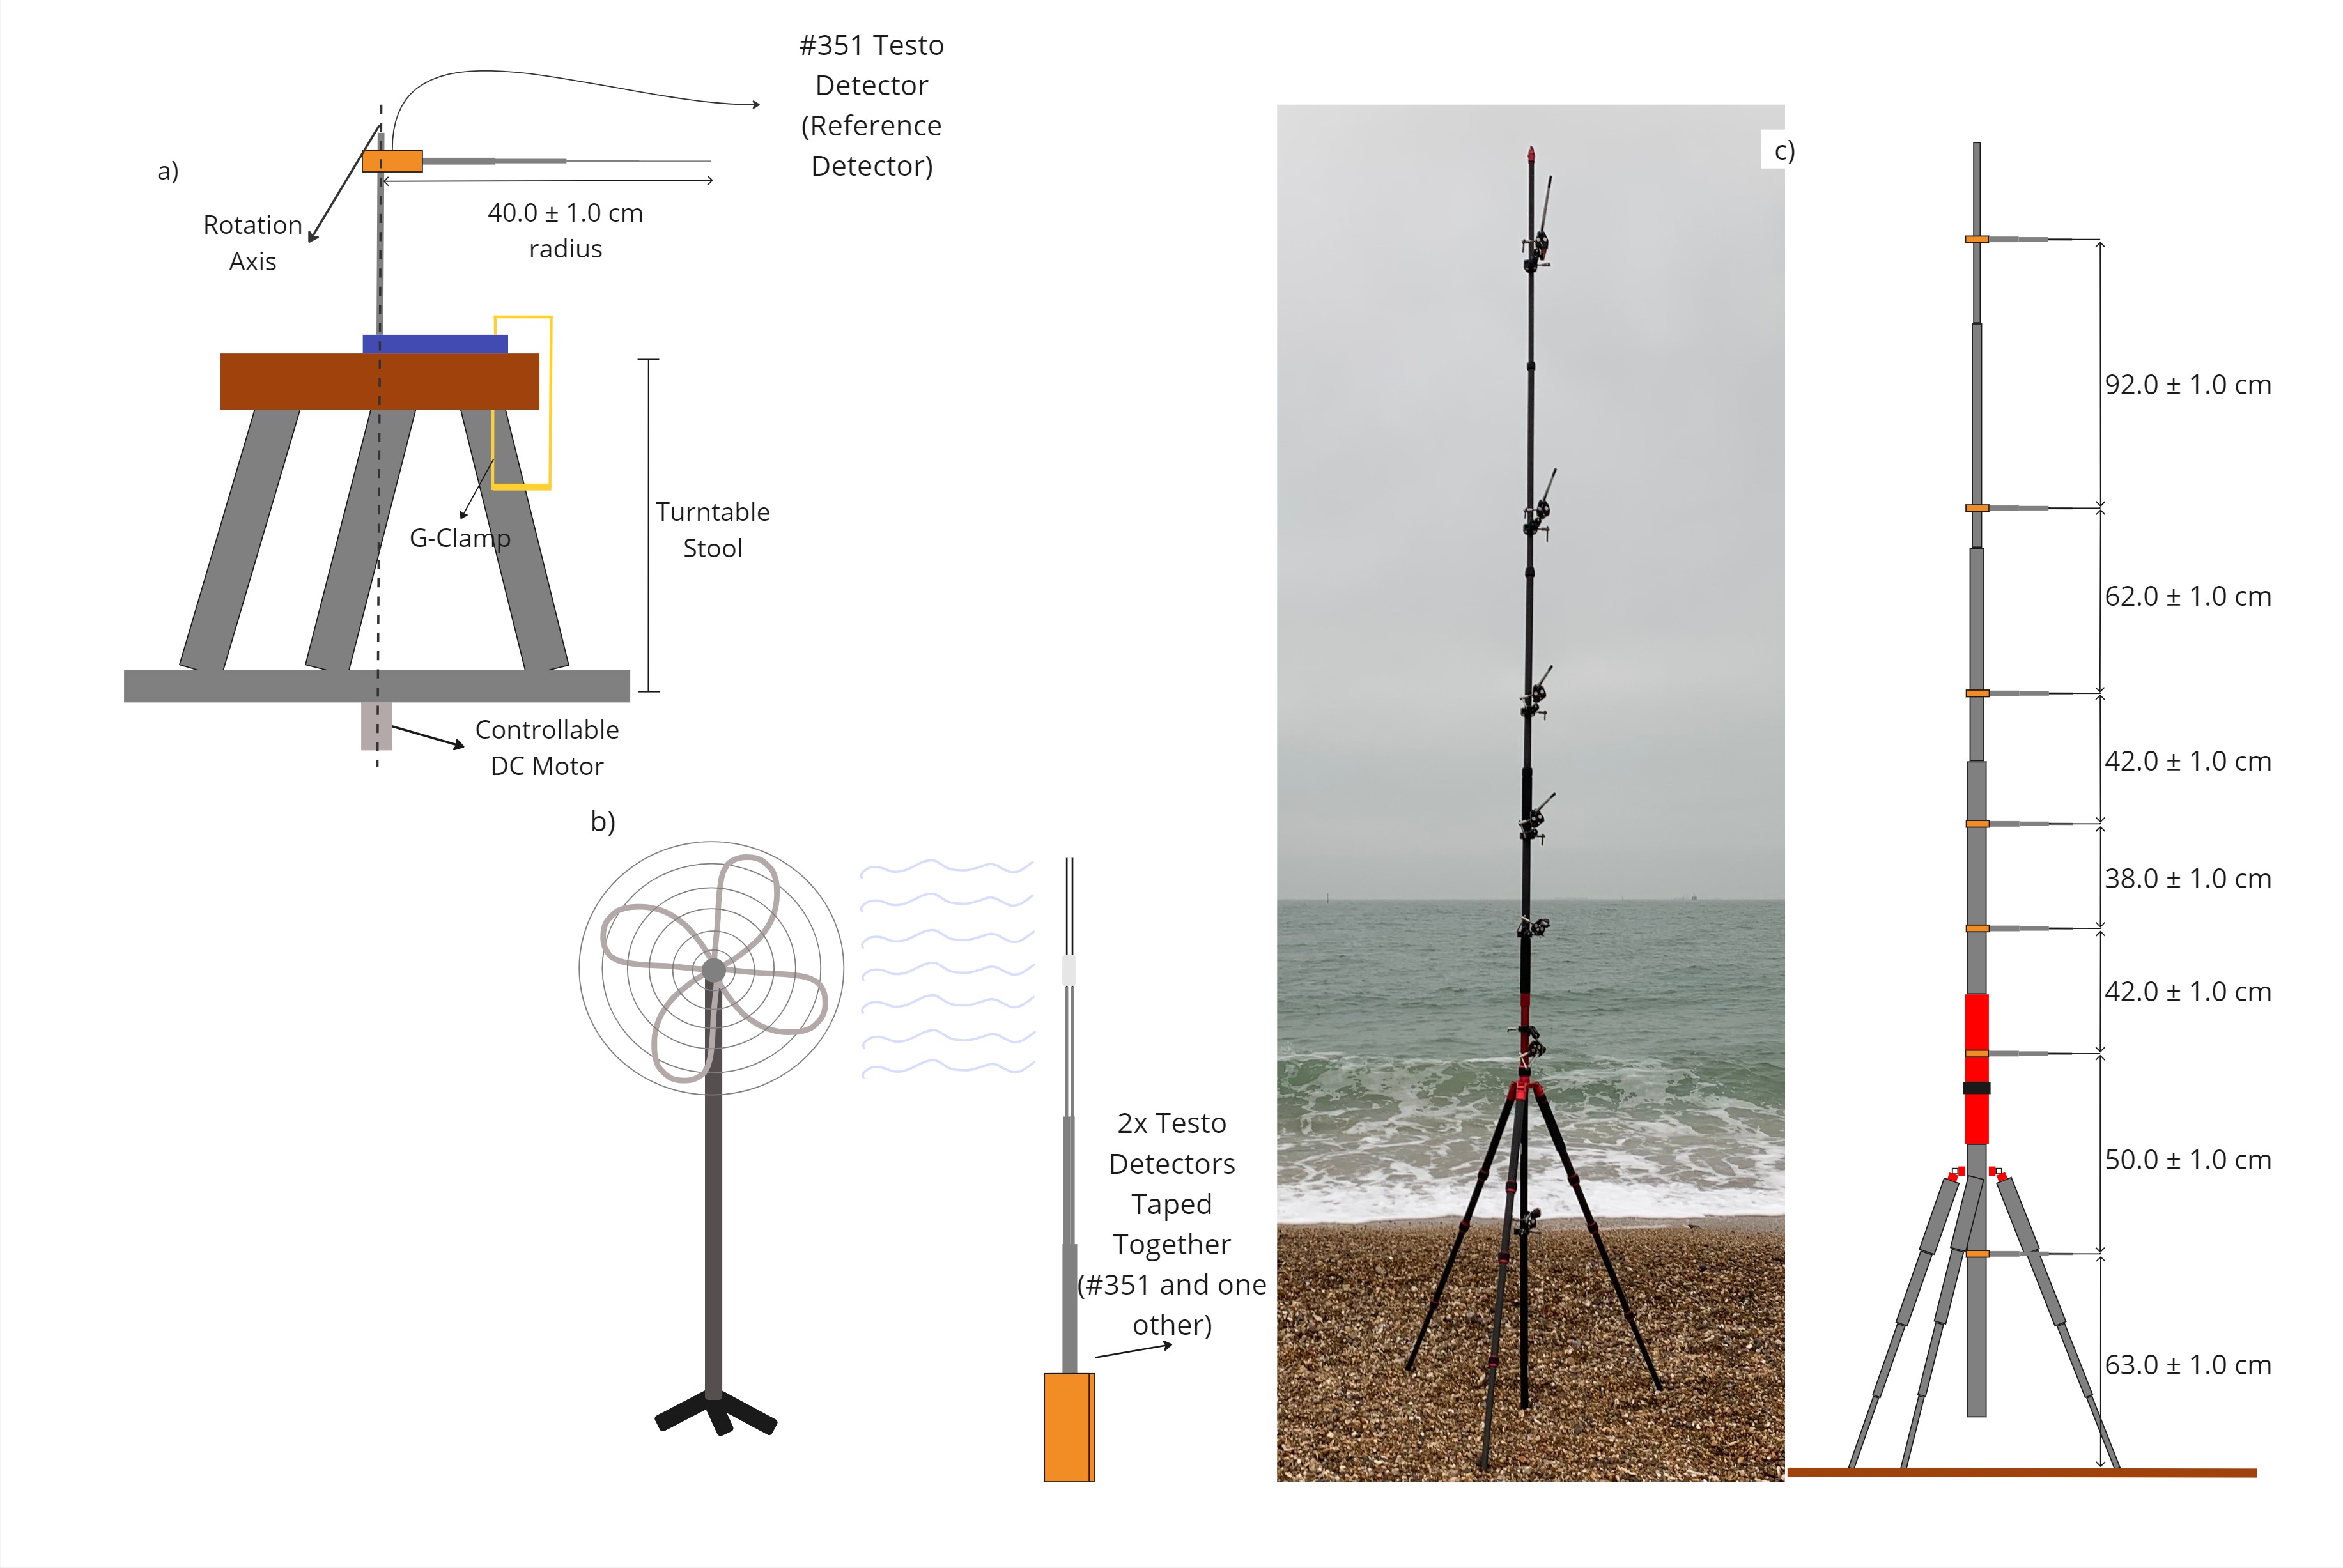 #351 Testo
Detector
(Reference
Detector)
a)
Rotation
Axis
40.0 ± 1.0 cm
radius
G-Clamp
Turntable
Stool
Controllable
DC Motor
b)
2x Testo
Detectors
Taped
Together
(#351 and one
other)
c)
92.0 ± 1.0 cm
62.0 ± 1.0 cm
42.0 ± 1.0 cm
38.0 ± 1.0 cm
42.0 ± 1.0 cm
50.0 ± 1.0 cm
63.0 ± 1.0 cm